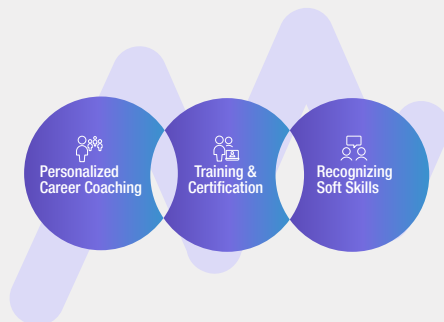 Personalized
Career Coaching
Training &
Certification
Recognizing
Soft Skills